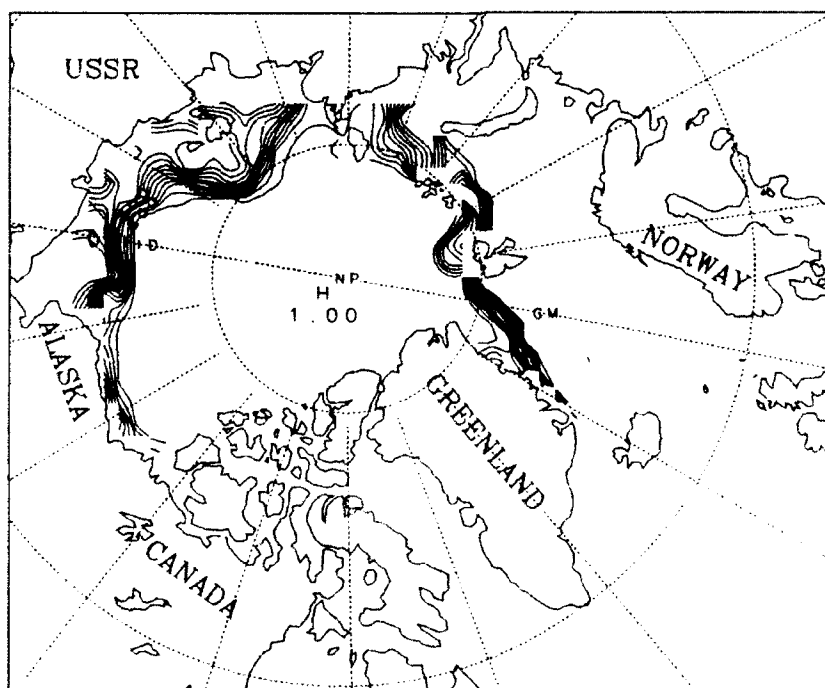 USSR
NORWAY
+D
NP
H
1.00
GM
ALASKA
GREENLAND
CANADA